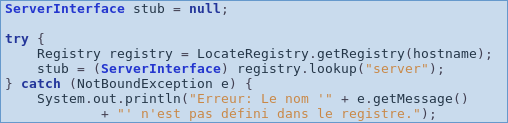 ServerInterface stub = null;

try {
    Registry registry = LocateRegistry.getRegistry(hostname);
    stub = (ServerInterface) registry.lookup("server");
} catch (NotBoundException e) {
    System.out.println("Erreur: Le nom '" + e.getMessage()
            + "' n'est pas défini dans le registre.");